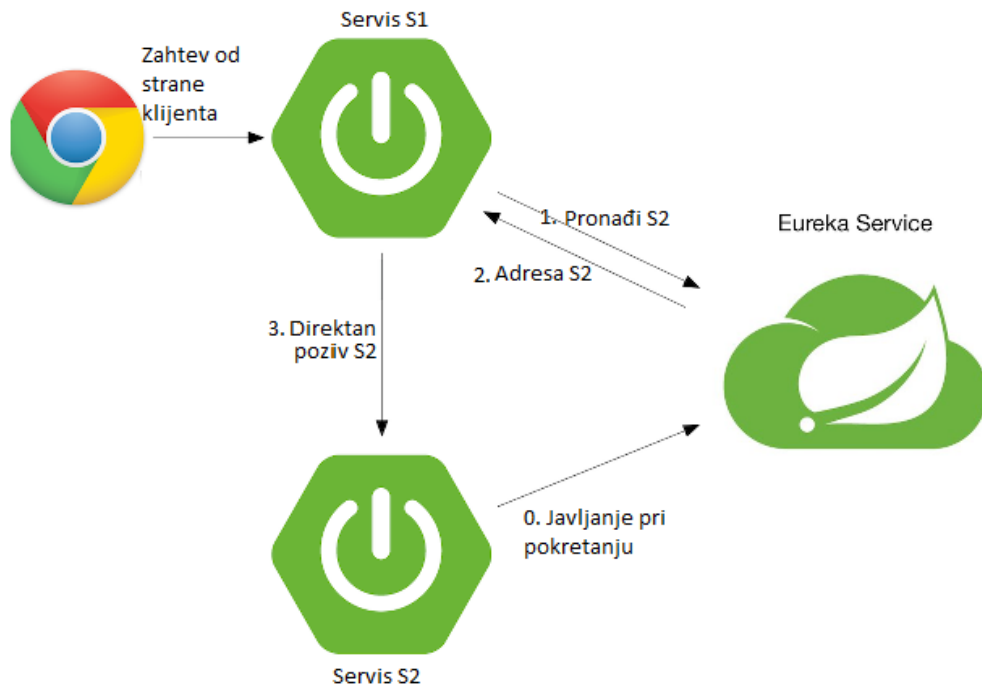 Servis S1
Zahtev od
strane
klijenta
1. Pronađi S2
Eureka Service
2. Adresa S2
3. Direktan
poziv S2
0. Javljanje pri
pokretanju
Servis S2